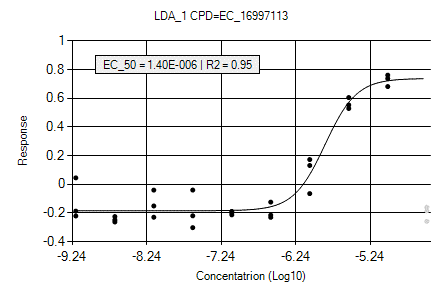 LDA_1 CPD=EC_16997113
1
0.8
EC_50 = 1.40E-006 | R2 = 0.95
0.6
0.4
Response
0.2
0
-0.2
-0.4
-9.24 -8.24 -7.24 -6.24 -5.24
Concentatrion (Log10)